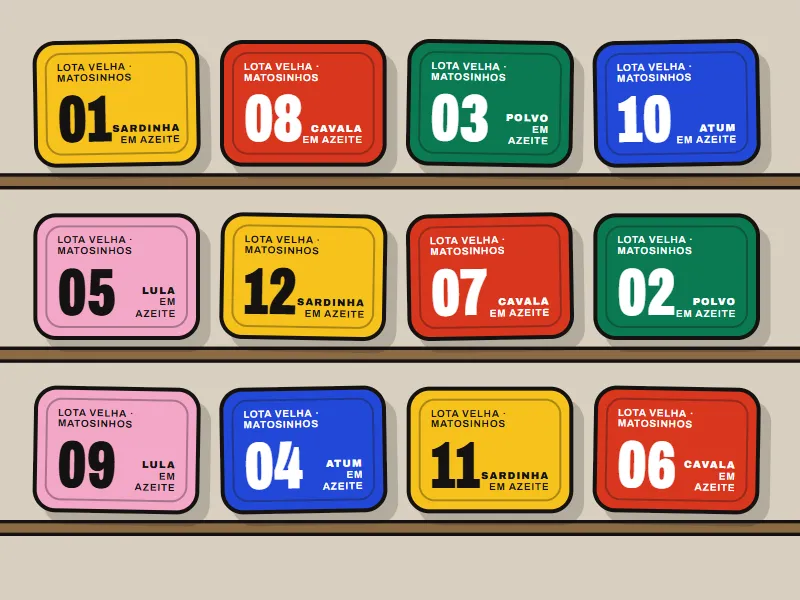 LOTA VELHA ·
MATOSINHOS
01
SARDINHA
EM AZEITE
LOTA VELHA ·
MATOSINHOS
08
CAVALA
EM AZEITE
LOTA VELHA ·
MATOSINHOS
03
POLVO
EM
AZEITE
LOTA VELHA ·
MATOSINHOS
10
ATUM
EM AZEITE
LOTA VELHA ·
MATOSINHOS
05
LULA
EM
AZEITE
LOTA VELHA ·
MATOSINHOS
12
SARDINHA
EM AZEITE
LOTA VELHA ·
MATOSINHOS
07
CAVALA
EM AZEITE
LOTA VELHA ·
MATOSINHOS
02
POLVO
EM AZEITE
LOTA VELHA ·
MATOSINHOS
09
LULA
EM
AZEITE
LOTA VELHA ·
MATOSINHOS
04
ATUM
EM
AZEITE
LOTA VELHA ·
MATOSINHOS
11
SARDINHA
EM AZEITE
LOTA VELHA ·
MATOSINHOS
06
CAVALA
EM
AZEITE